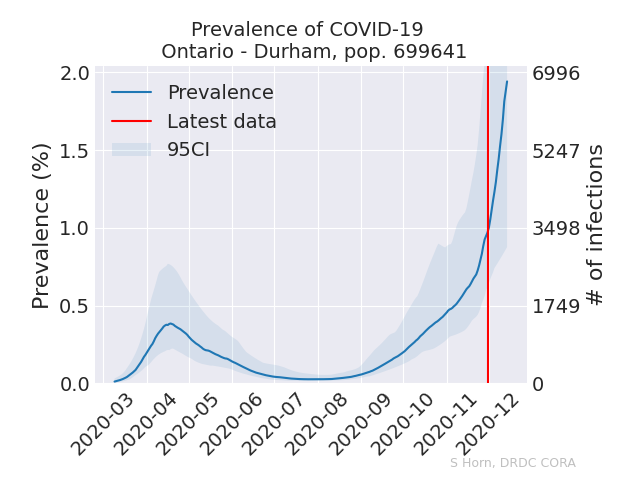 Prevalence of COVID-19
Ontario - Durham, pop. 699641
Prevalence
Latest data
95CI
Prevalence (%)
2.0
1.5
1.0
0.5
0.0
6996
5247
3498
1749
0
# of infections
2020-03
2020-04
2020-05
2020-06
2020-07
2020-08
2020-09
2020-10
2020-11
2020-12
S Horn, DRDC CORA